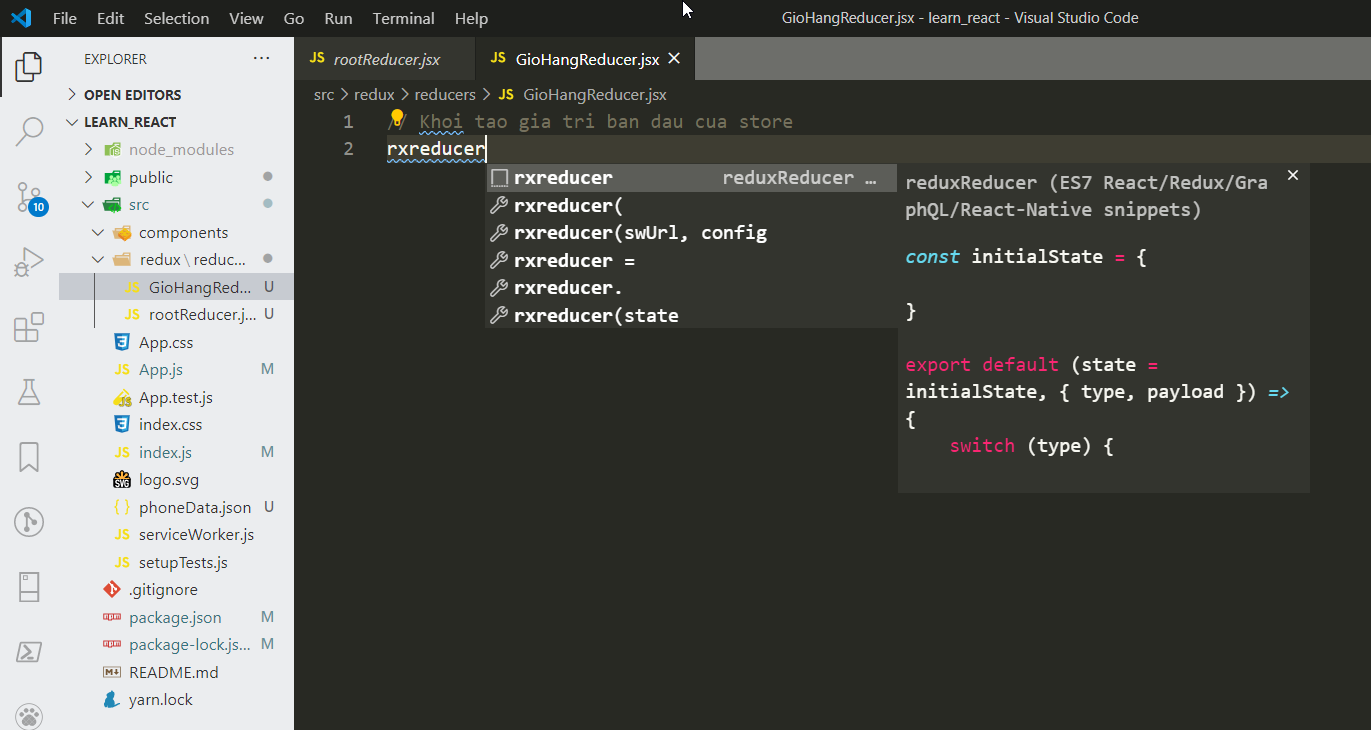 File Edit Selection View Go Run Terminal Help
GioHangReducer.jsx - learn_react - Visual Studio Code
EXPLORER ...
OPEN EDITORS
LEARN_REACT
node_modules
public
src
components
redux \ reduc...
GioHangRed... U
rootReducer.j... U
App.css
App.js M
App.test.js
index.css
index.js M
logo.svg
phoneData.json U
serviceWorker.js
setupTests.js
.gitignore
package.json M
package-lock.js... M
README.md
yarn.lock
10
JS rootReducer.jsx
JS GioHangReducer.jsx
src > redux > reducers > JS GioHangReducer.jsx
1 // Khoi tao gia tri ban dau cua store
2 rxreducer
rxreducer reduxReducer ...
rxreducer(
rxreducer(swUrl, config
rxreducer =
rxreducer.
rxreducer(state
reduxReducer (ES7 React/Redux/Gra
phQL/React-Native snippets)
const initialState = {
}
export default (state =
initialState, { type, payload }) =>
{
switch (type) {